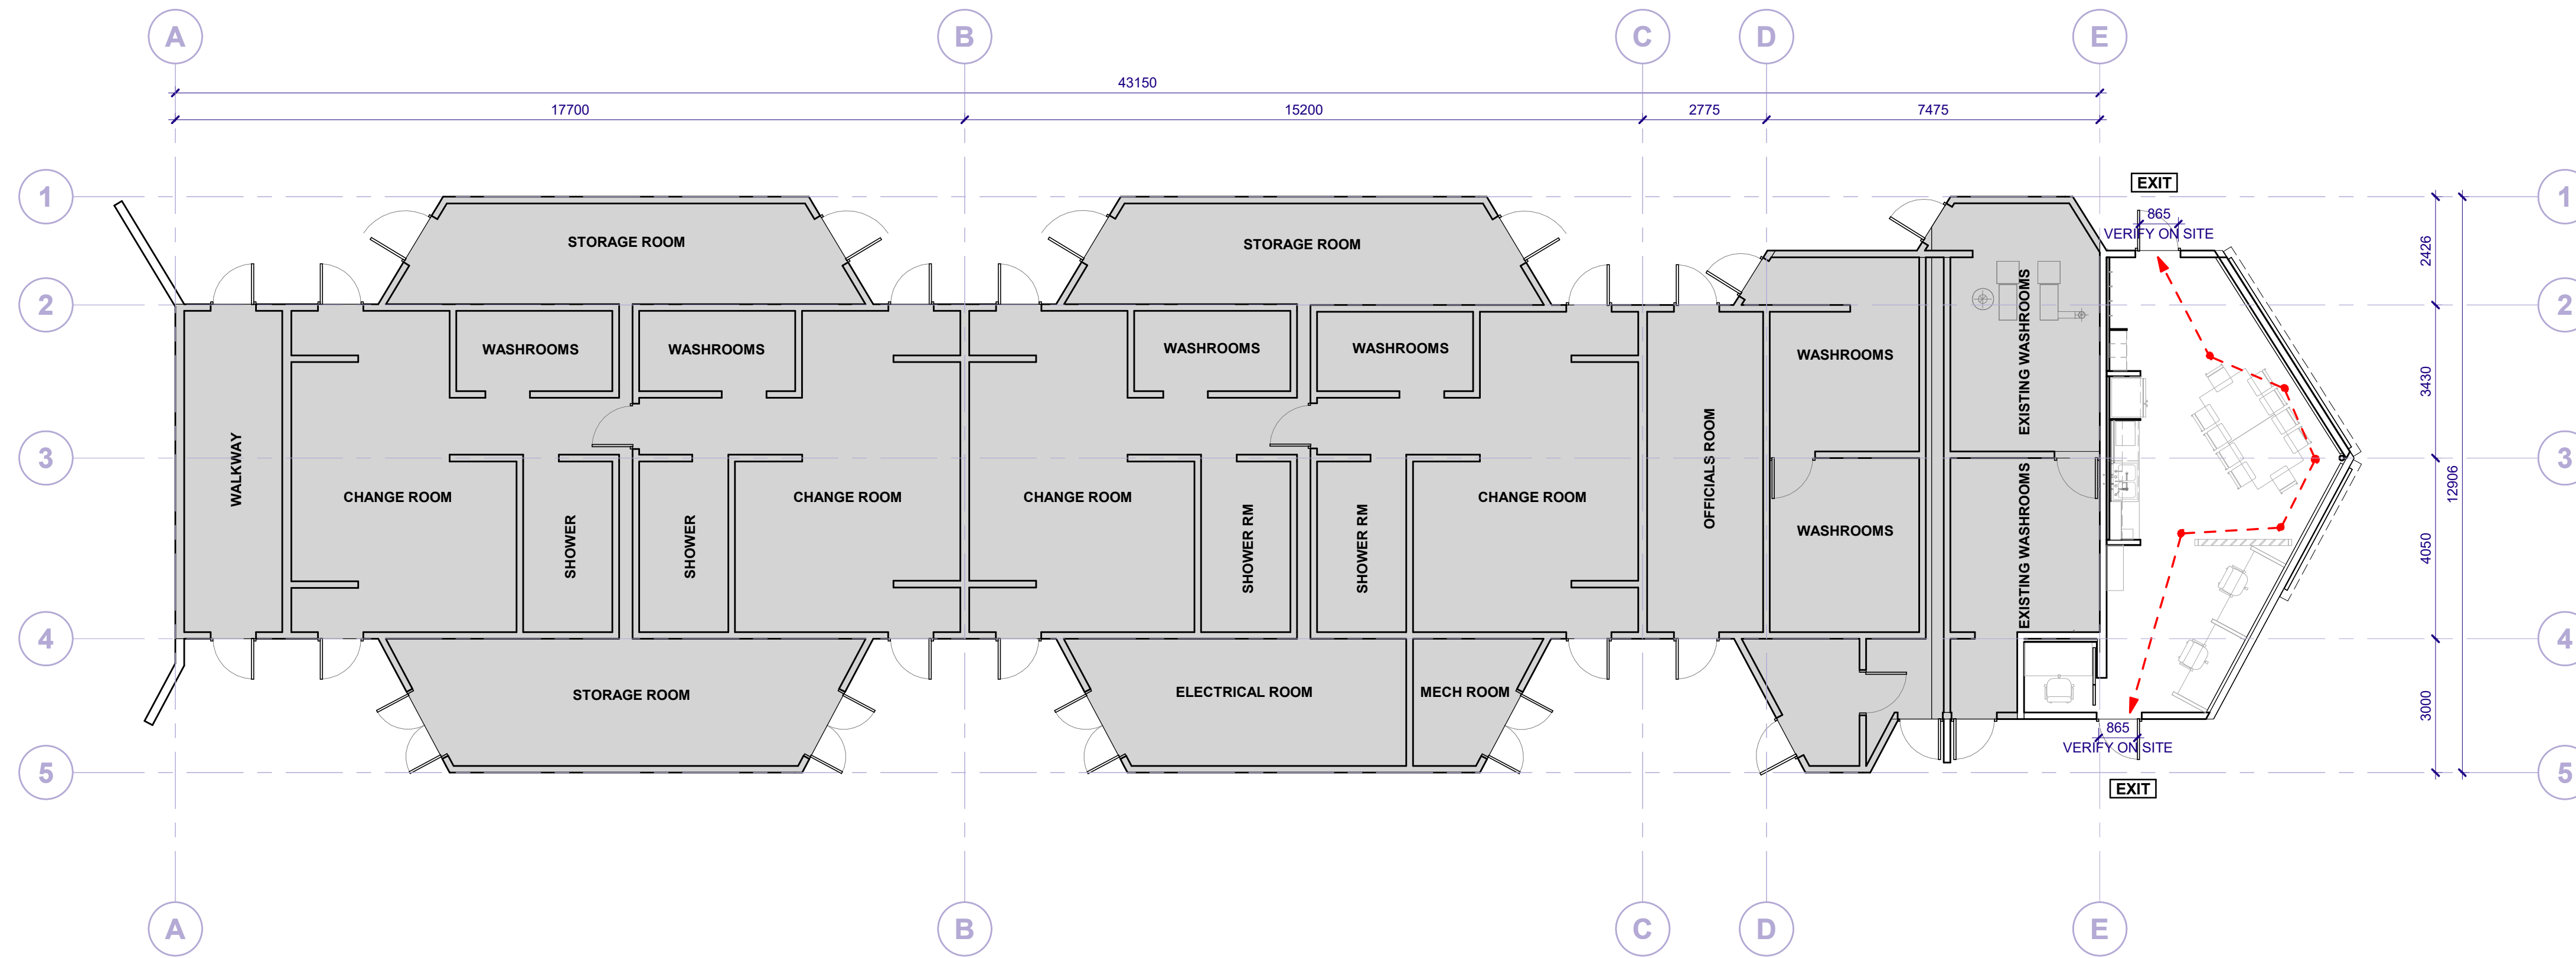 A B C D E
43150
17700 15200 2775 7475
EXIT
1 1
865
VERIFY ON SITE
STORAGE ROOM STORAGE ROOM
2426
2 2
WASHROOMS WASHROOMS WASHROOMS WASHROOMS WASHROOMS
EXISTING WASHROOMS
3430
3 3
WALKWAY
OFFICIALS ROOM
12906
CHANGE ROOM CHANGE ROOM CHANGE ROOM CHANGE ROOM
WASHROOMS
SHOWER SHOWER SHOWER RM SHOWER RM
EXISTING WASHROOMS
4050
4 4
STORAGE ROOM ELECTRICAL ROOM MECH ROOM
3000
865
VERIFY ON SITE
5 5
EXIT
A B C D E